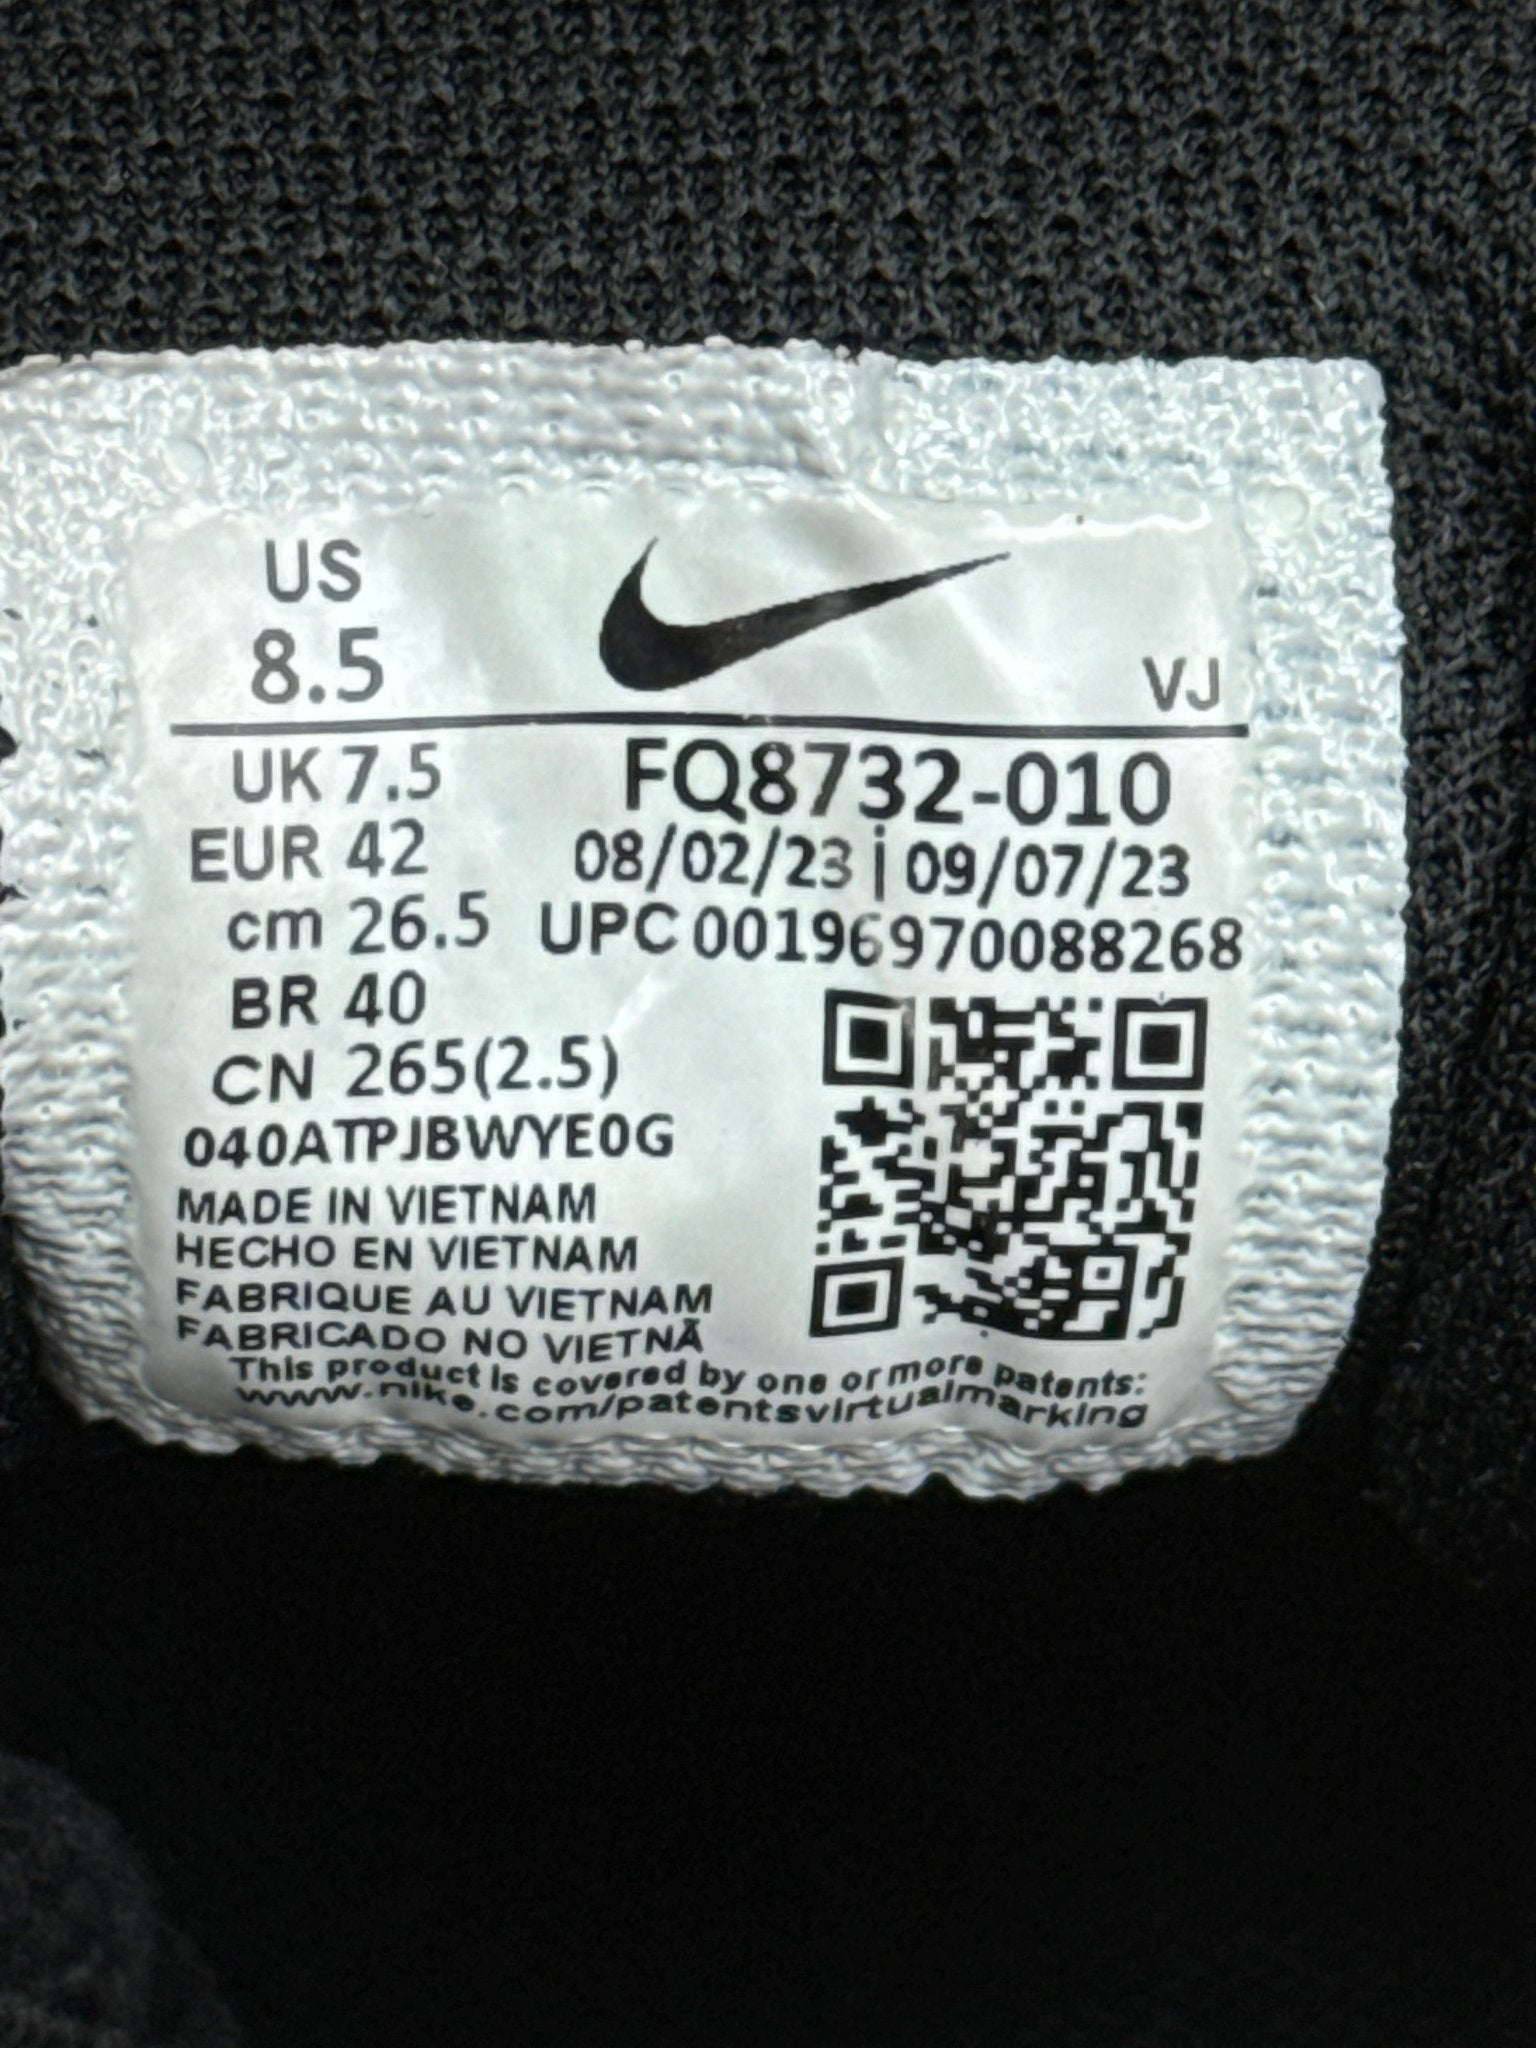 US
8.5
VJ
UK 7.5
FQ8732-010
EUR 42
08/02/23 | 09/07/23
cm 26.5
UPC 00196970088268
BR 40
CN 265(2.5)
040ATPJBWYE0G
MADE IN VIETNAM
HECHO EN VIETNAM
FABRIQUE AU VIETNAM
FABRICADO NO VIETNÃ
This product is covered by one or more patents:
www.nike.com/patentsvirtualmarking